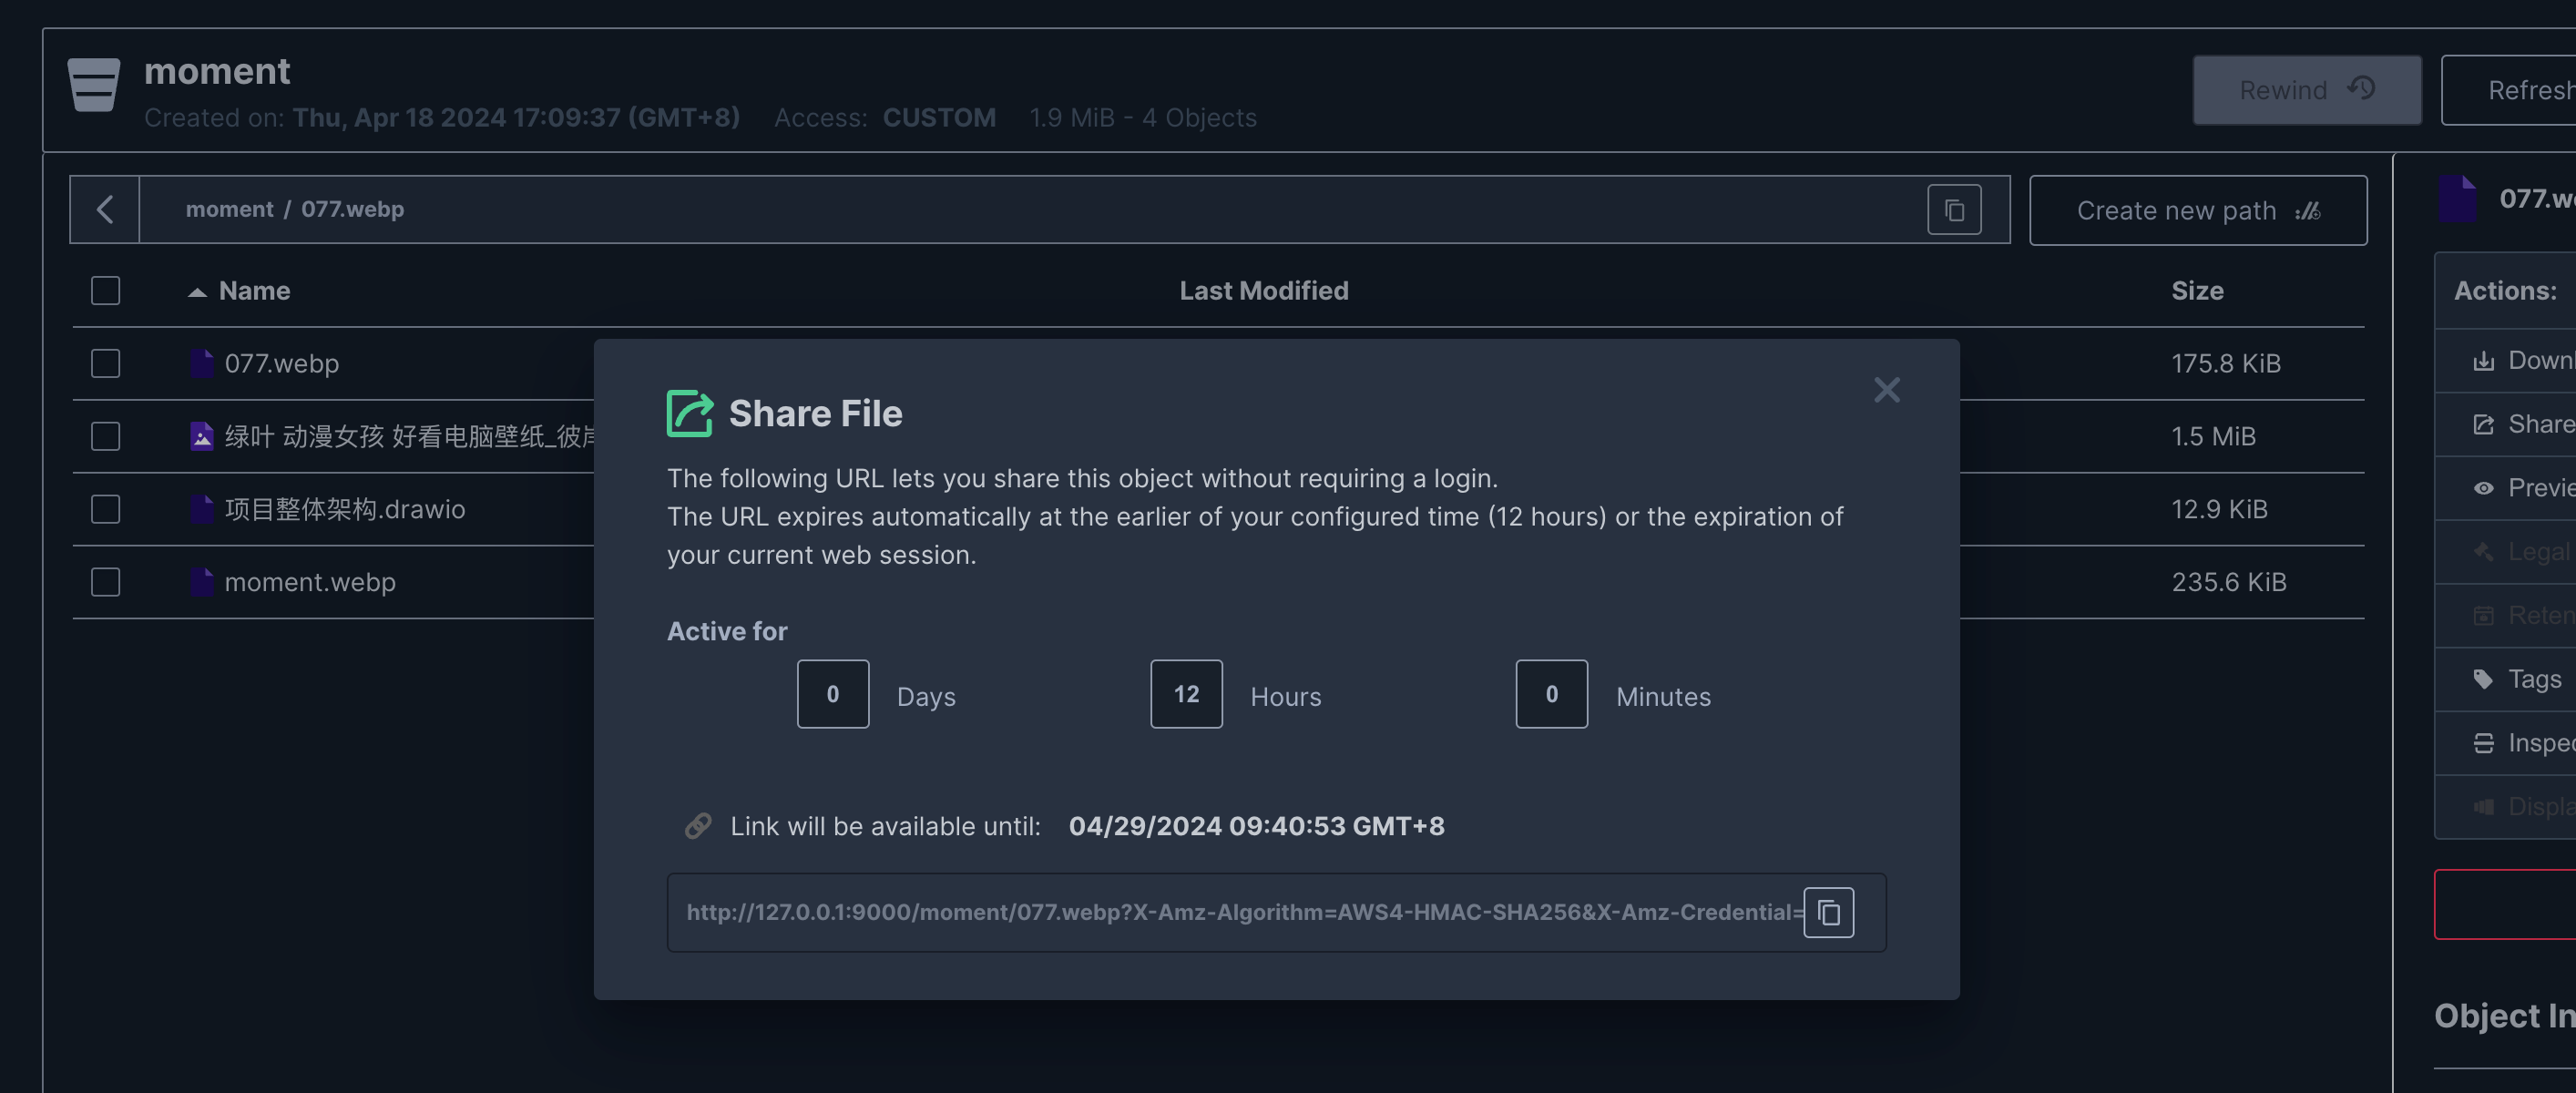 moment
Created on: Thu, Apr 18 2024 17:09:37 (GMT+8) Access: CUSTOM 1.9 MiB - 4 Objects
Rewind
Refresh
moment / 077.webp
Create new path
077.we
Name Last Modified Size
Actions:
077.webp 175.8 KiB
绿叶 动漫女孩 好看电脑壁纸_彼岸 1.5 MiB
项目整体架构.drawio 12.9 KiB
moment.webp 235.6 KiB
Share File
The following URL lets you share this object without requiring a login.
The URL expires automatically at the earlier of your configured time (12 hours) or the expiration of
your current web session.
Active for
0 Days 12 Hours 0 Minutes
Link will be available until: 04/29/2024 09:40:53 GMT+8
http://127.0.0.1:9000/moment/077.webp?X-Amz-Algorithm=AWS4-HMAC-SHA256&X-Amz-Credential=
Downl
Share
Previe
Legal
Reten
Tags
Inspec
Displa
Object In